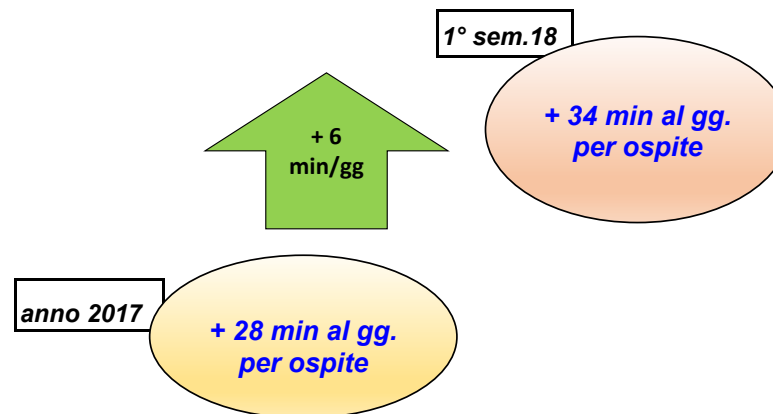 1° sem.18
+ 34 min al gg.
per ospite
+ 6
min/gg
anno 2017
+ 28 min al gg.
per ospite